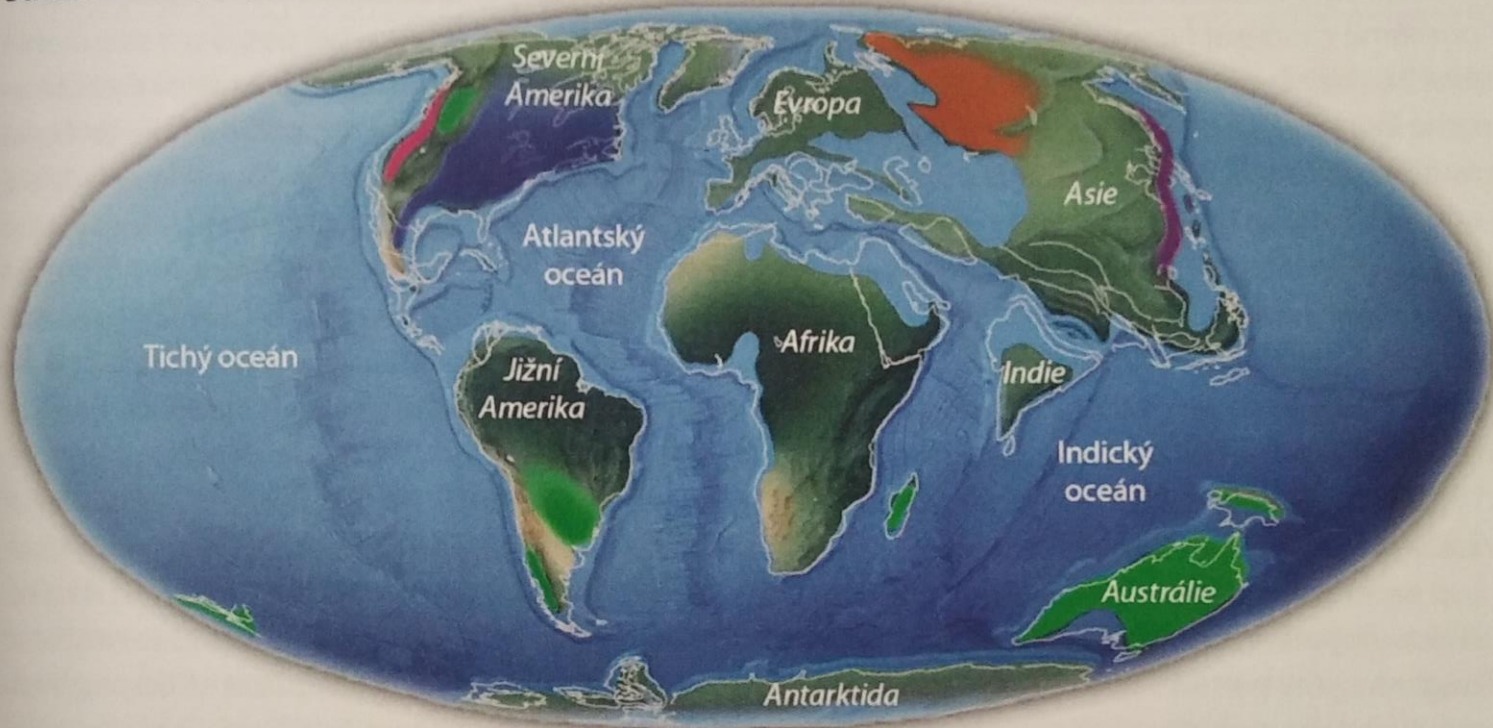 Severní
Amerika
Evropa
Asie
Atlantský
oceán
Tichý oceán
Afrika
Jižní
Amerika
Indie
Indický
oceán
Austrálie
Antarktida